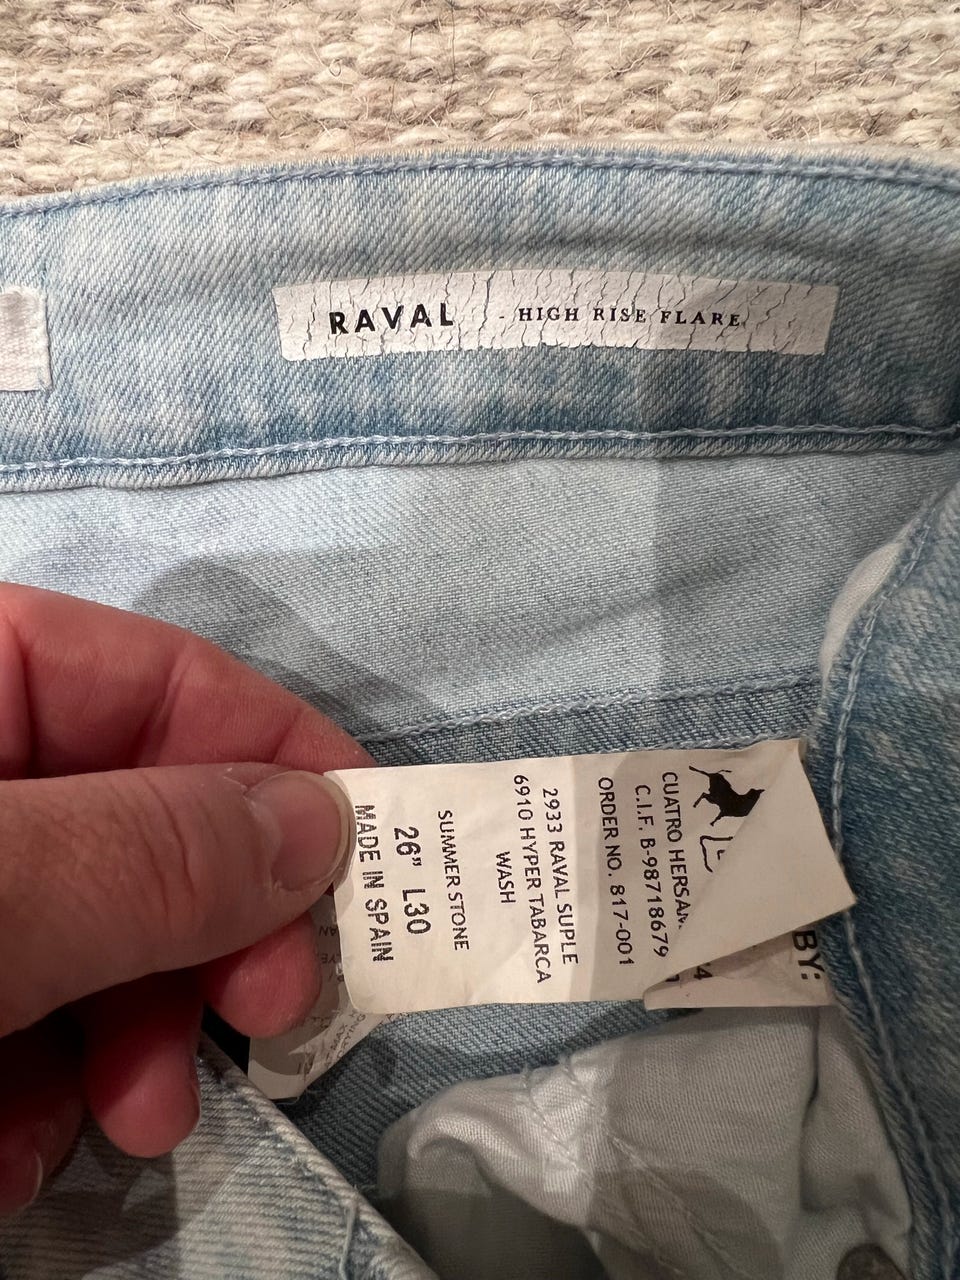 RAVAL - HIGH RISE FLARE
CUATRO HERSAN
C.I.F. B-98718679
ORDER NO. 817-001
2933 RAVAL SUPLE
6910 HYPER TABARCA
WASH
SUMMER STONE
26" L30
MADE IN SPAIN
BY: